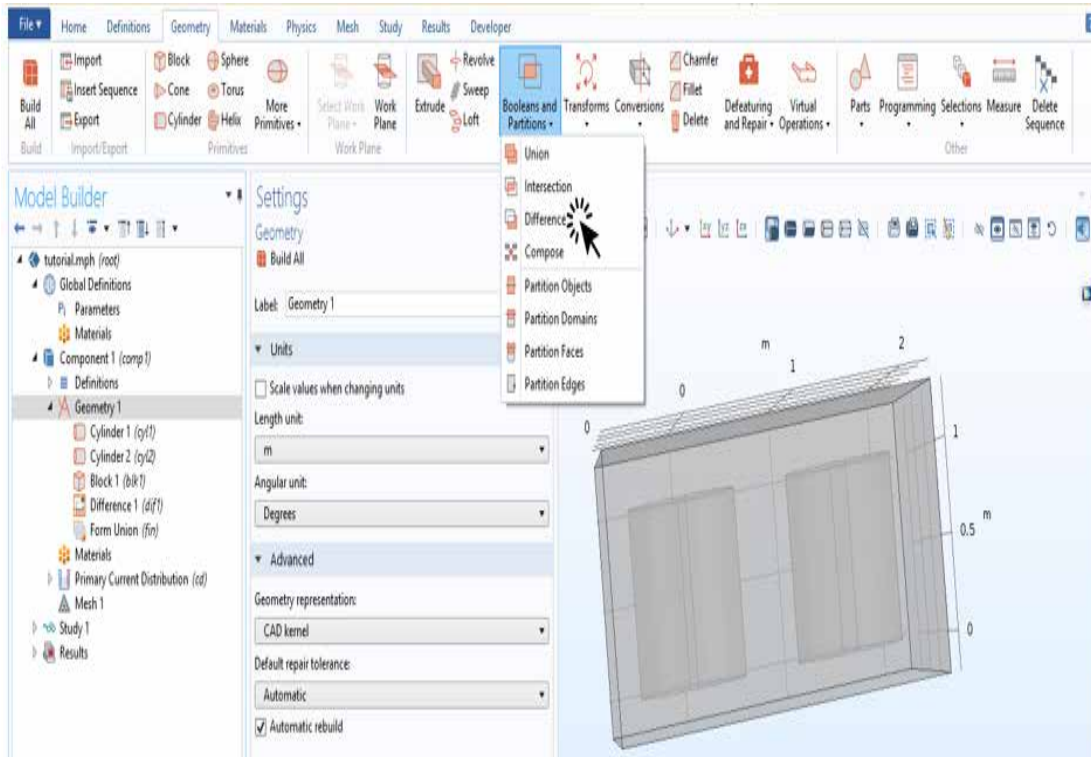 File ▾ Home Definitions Geometry Materials Physics Mesh Study Results Developer
Build All
Build
Import
Insert Sequence
Export
Import/Export
Block Sphere
Cone Torus
Cylinder Helix
More Primitives
Primitives
Select Work Plane
Work Plane
Work Plane
Extrude
Revolve
Sweep
Loft
Booleans and Partitions
Transforms
Conversions
Chamfer
Fillet
Delete
Defeaturing and Repair
Virtual Operations
Parts
Programming
Selections
Measure
Delete Sequence
Other
Union
Intersection
Difference
Compose
Partition Objects
Partition Domains
Partition Faces
Partition Edges
Model Builder
tutorial.mph (root)
Global Definitions
Pi Parameters
Materials
Component 1 (comp1)
Definitions
Geometry 1
Cylinder 1 (cyl1)
Cylinder 2 (cyl2)
Block 1 (blk1)
Difference 1 (dif1)
Form Union (fin)
Materials
Primary Current Distribution (cd)
Mesh 1
Study 1
Results
Settings
Geometry
Build All
Label: Geometry 1
Units
Scale values when changing units
Length unit:
m
Angular unit:
Degrees
Advanced
Geometry representation:
CAD kernel
Default repair tolerance:
Automatic
Automatic rebuild
m
0
0
1
2
1
0.5
m
0